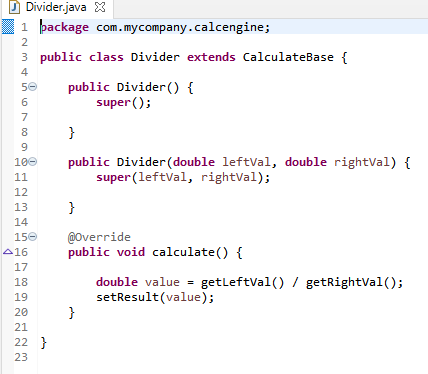 Divider.java
1 package com.mycompany.calcengine;
2
3 public class Divider extends CalculateBase {
4
5     public Divider() {
6         super();
7
8     }
9
10     public Divider(double leftVal, double rightVal) {
11         super(leftVal, rightVal);
12
13     }
14
15     @Override
16     public void calculate() {
17
18         double value = getLeftVal() / getRightVal();
19         setResult(value);
20     }
21
22 }
23